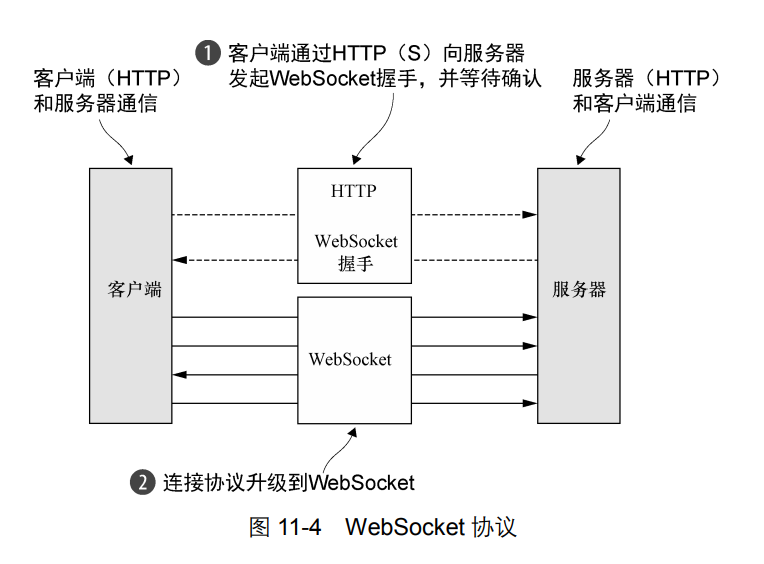 ❶ 客户端通过HTTP（S）向服务器
发起WebSocket握手，并等待确认
客户端（HTTP）
和服务器通信
服务器（HTTP）
和客户端通信
HTTP
WebSocket
握手
客户端
服务器
WebSocket
❷ 连接协议升级到WebSocket
图 11-4 WebSocket 协议